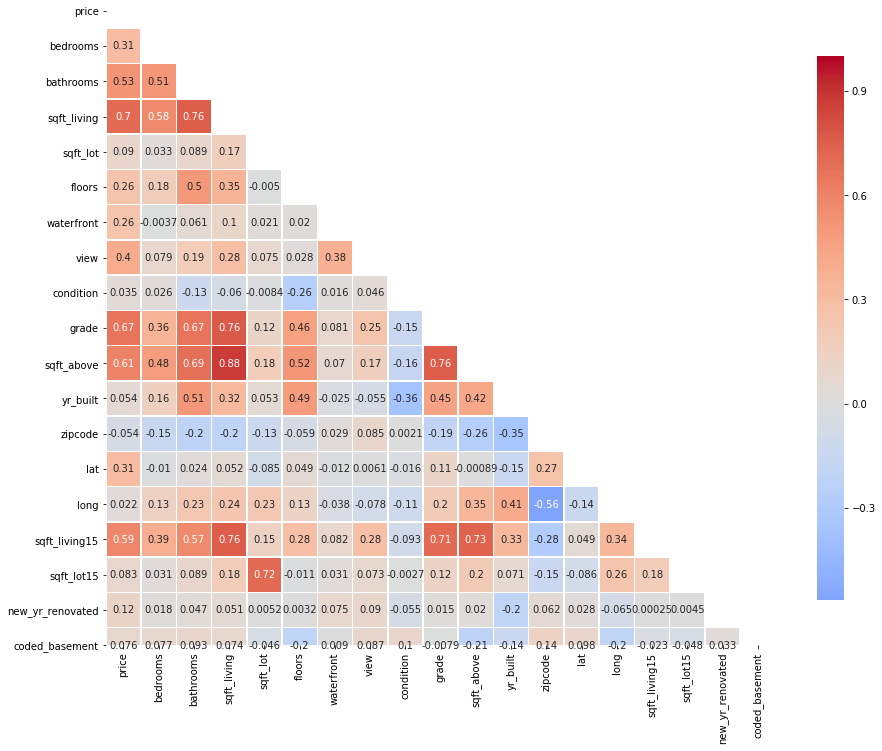 price
bedrooms 0.31
bathrooms 0.53 0.51
sqft_living 0.7 0.58 0.76
sqft_lot 0.09 0.033 0.089 0.17
floors 0.26 0.18 0.5 0.35 -0.005
waterfront 0.26 -0.0037 0.061 0.1 0.021 0.02
view 0.4 0.079 0.19 0.28 0.075 0.028 0.38
condition 0.035 0.026 -0.13 -0.06 -0.0084 -0.26 0.016 0.046
grade 0.67 0.36 0.67 0.76 0.12 0.46 0.081 0.25 -0.15
sqft_above 0.61 0.48 0.69 0.88 0.18 0.52 0.07 0.17 -0.16 0.76
yr_built 0.054 0.16 0.51 0.32 0.053 0.49 -0.025 -0.055 -0.36 0.45 0.42
zipcode -0.054 -0.15 -0.2 -0.2 -0.13 -0.059 0.029 0.085 0.0021 -0.19 -0.26 -0.35
lat 0.31 -0.01 0.024 0.052 -0.085 0.049 -0.012 0.0061 -0.016 0.11 -0.00089 -0.15 0.27
long 0.022 0.13 0.23 0.24 0.23 0.13 -0.038 -0.078 -0.11 0.2 0.35 0.41 -0.56 -0.14
sqft_living15 0.59 0.39 0.57 0.76 0.15 0.28 0.082 0.28 -0.093 0.71 0.73 0.33 -0.28 0.049 0.34
sqft_lot15 0.083 0.031 0.089 0.18 0.72 -0.011 0.031 0.073 -0.0027 0.12 0.2 0.071 -0.15 -0.086 0.26 0.18
new_yr_renovated 0.12 0.018 0.047 0.051 0.0052 0.0032 0.075 0.09 -0.055 0.015 0.02 -0.2 0.062 0.028 -0.065 0.00025 0.0045
coded_basement 0.076 0.077 0.093 0.074 -0.046 -0.2 0.009 0.087 0.1 -0.0079 -0.21 -0.14 0.14 0.098 -0.2 -0.023 -0.048 0.033
price bedrooms bathrooms sqft_living sqft_lot floors waterfront view condition grade sqft_above yr_built zipcode lat long sqft_living15 sqft_lot15 new_yr_renovated coded_basement
0.9
0.6
0.3
0.0
−0.3